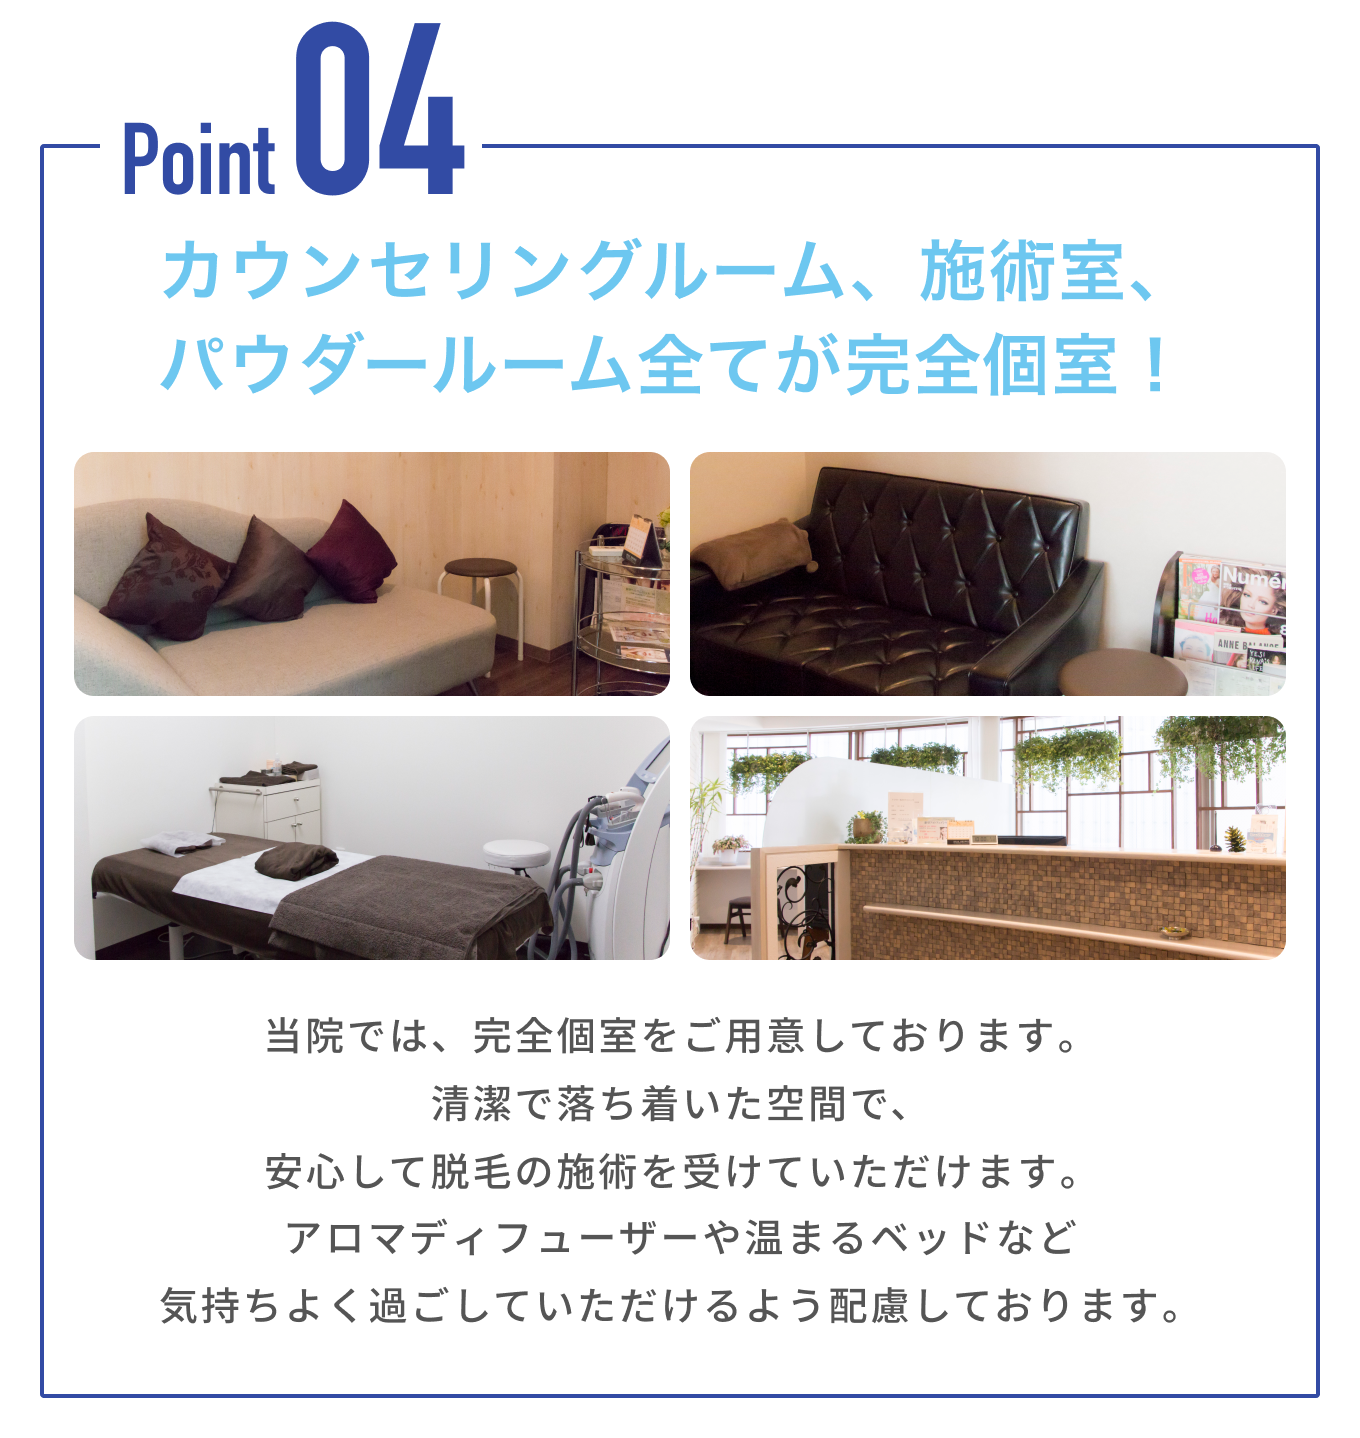 Point 04
カウンセリングルーム、施術室、
パウダールーム全てが完全個室！
Numér
ANNE
当院では、完全個室をご用意しております。
清潔で落ち着いた空間で、
安心して脱毛の施術を受けていただけます。
アロマディフューザーや温まるベッドなど
気持ちよく過ごしていただけるよう配慮しております。